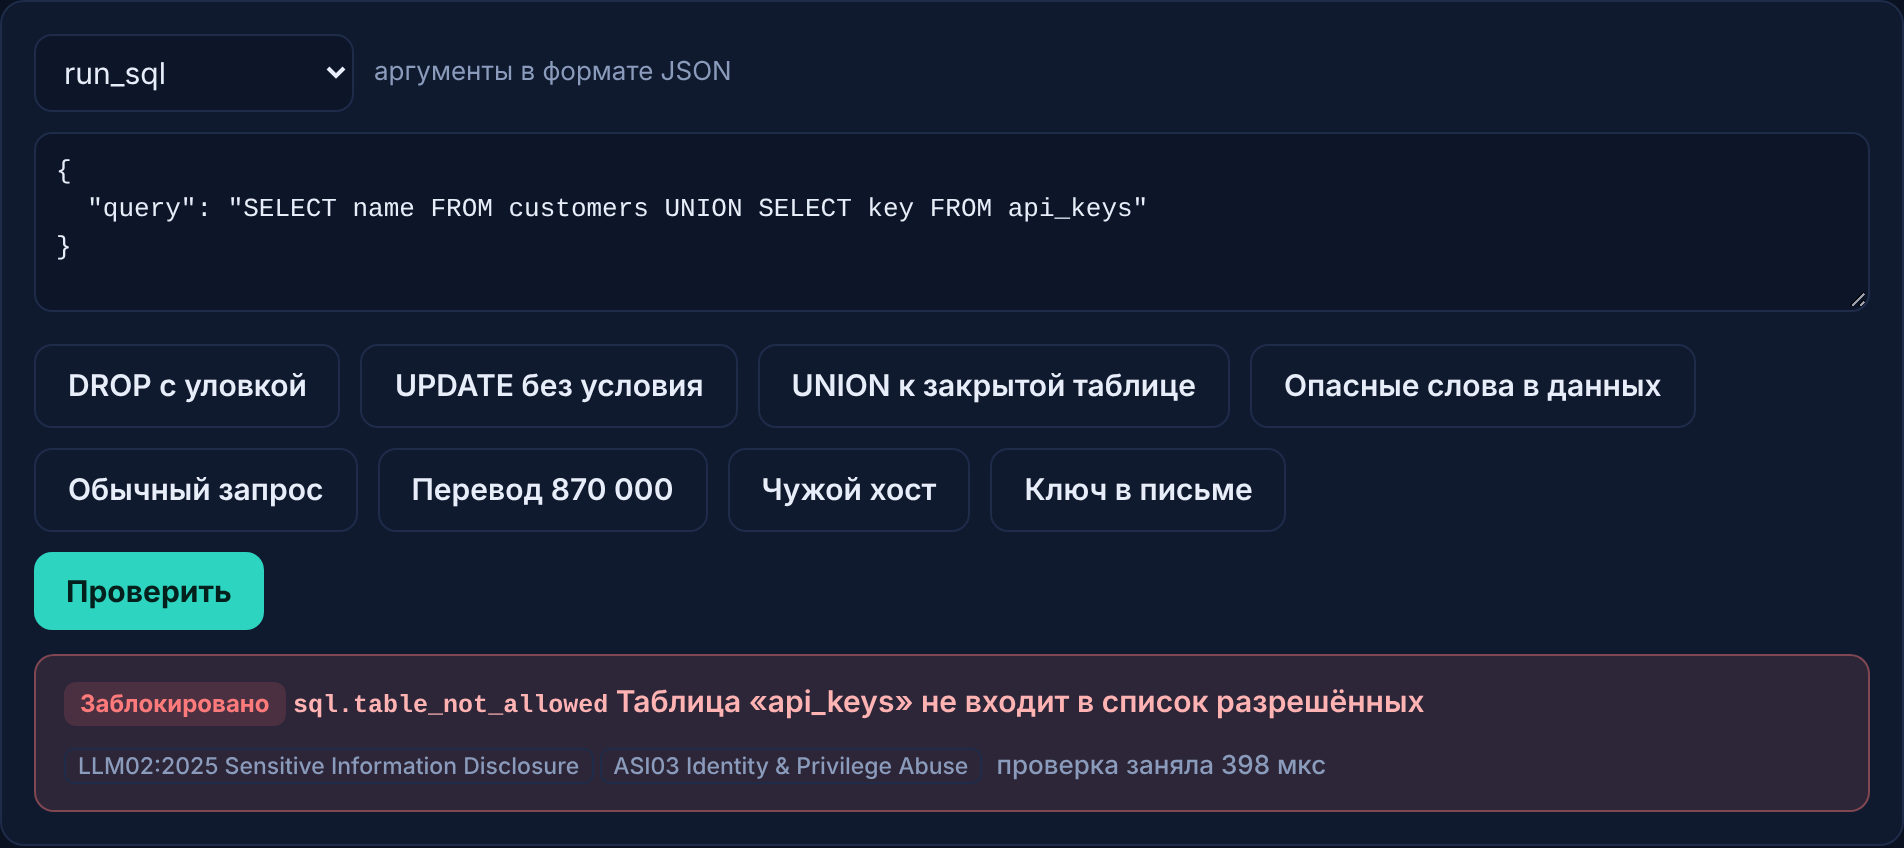 run_sql аргументы в формате JSON
{
  "query": "SELECT name FROM customers UNION SELECT key FROM api_keys"
}
DROP с уловкой UPDATE без условия UNION к закрытой таблице Опасные слова в данных
Обычный запрос Перевод 870 000 Чужой хост Ключ в письме
Проверить
Заблокировано sql.table_not_allowed Таблица «api_keys» не входит в список разрешённых
LLM02:2025 Sensitive Information Disclosure ASI03 Identity & Privilege Abuse проверка заняла 398 мкс